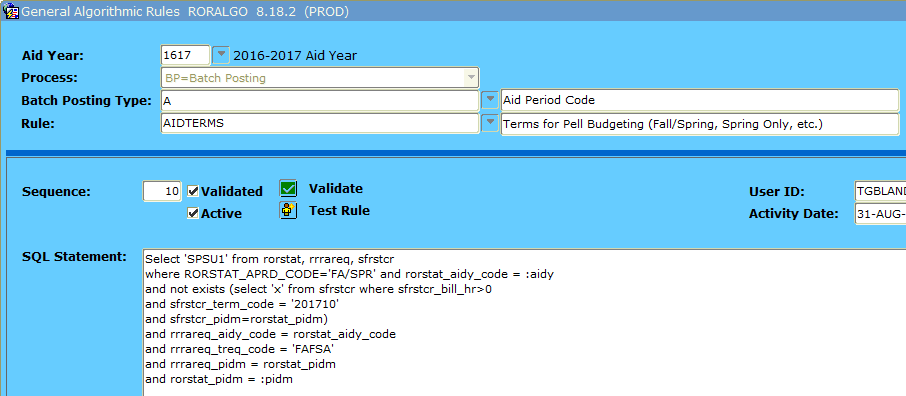 General Algorithmic Rules RORALGO 8.18.2 (PROD)
Aid Year: 1617 2016-2017 Aid Year
Process: BP=Batch Posting
Batch Posting Type: A Aid Period Code
Rule: AIDTERMS Terms for Pell Budgeting (Fall/Spring, Spring Only, etc.)
Sequence: 10 Validated Validate User ID: TGBLAND
Active Test Rule Activity Date: 31-AUG-
SQL Statement: Select 'SPSU1' from rorstat, rrrareq, sfrstcr
where RORSTAT_APRD_CODE='FA/SPR' and rorstat_aidy_code = :aidy
and not exists (select 'x' from sfrstcr where sfrstcr_bill_hr>0
and sfrstcr_term_code = '201710'
and sfrstcr_pidm=rorstat_pidm)
and rrrareq_aidy_code = rorstat_aidy_code
and rrrareq_treq_code = 'FAFSA'
and rrrareq_pidm = rorstat_pidm
and rorstat_pidm = :pidm